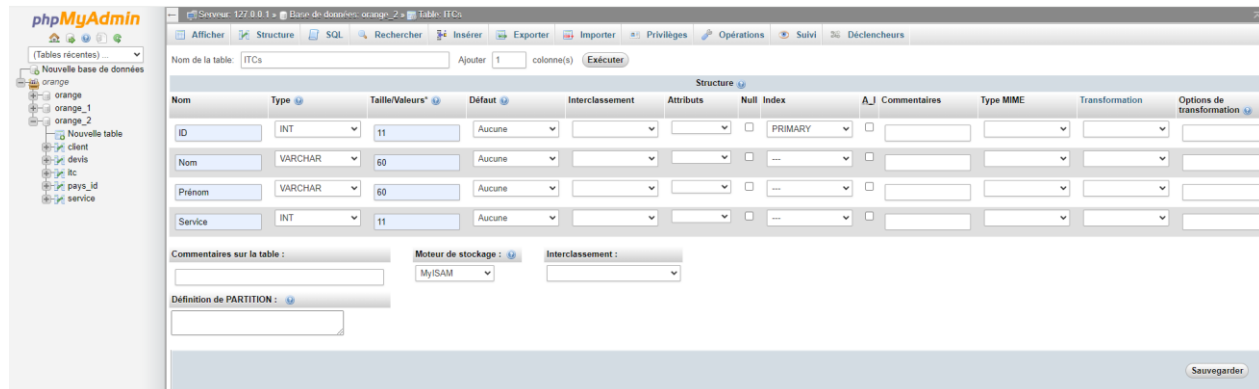 phpMyAdmin
Serveur: 127.0.0.1 » Base de données: orange_2 » Table: ITCs
Afficher Structure SQL Rechercher Insérer Exporter Importer Privilèges Opérations Suivi Déclencheurs
(Tables récentes) ...
Nouvelle base de données
orange
orange
orange_1
orange_2
Nouvelle table
client
devis
itc
pays_id
service
Nom de la table: ITCs Ajouter 1 colonne(s) Exécuter
Structure
Nom Type Taille/Valeurs* Défaut Interclassement Attributs Null Index A_I Commentaires Type MIME Transformation Options de transformation
ID INT 11 Aucune PRIMARY
Nom VARCHAR 60 Aucune ---
Prénom VARCHAR 60 Aucune ---
Service INT 11 Aucune ---
Commentaires sur la table : Moteur de stockage : Interclassement :
MyISAM
Définition de PARTITION :
Sauvegarder